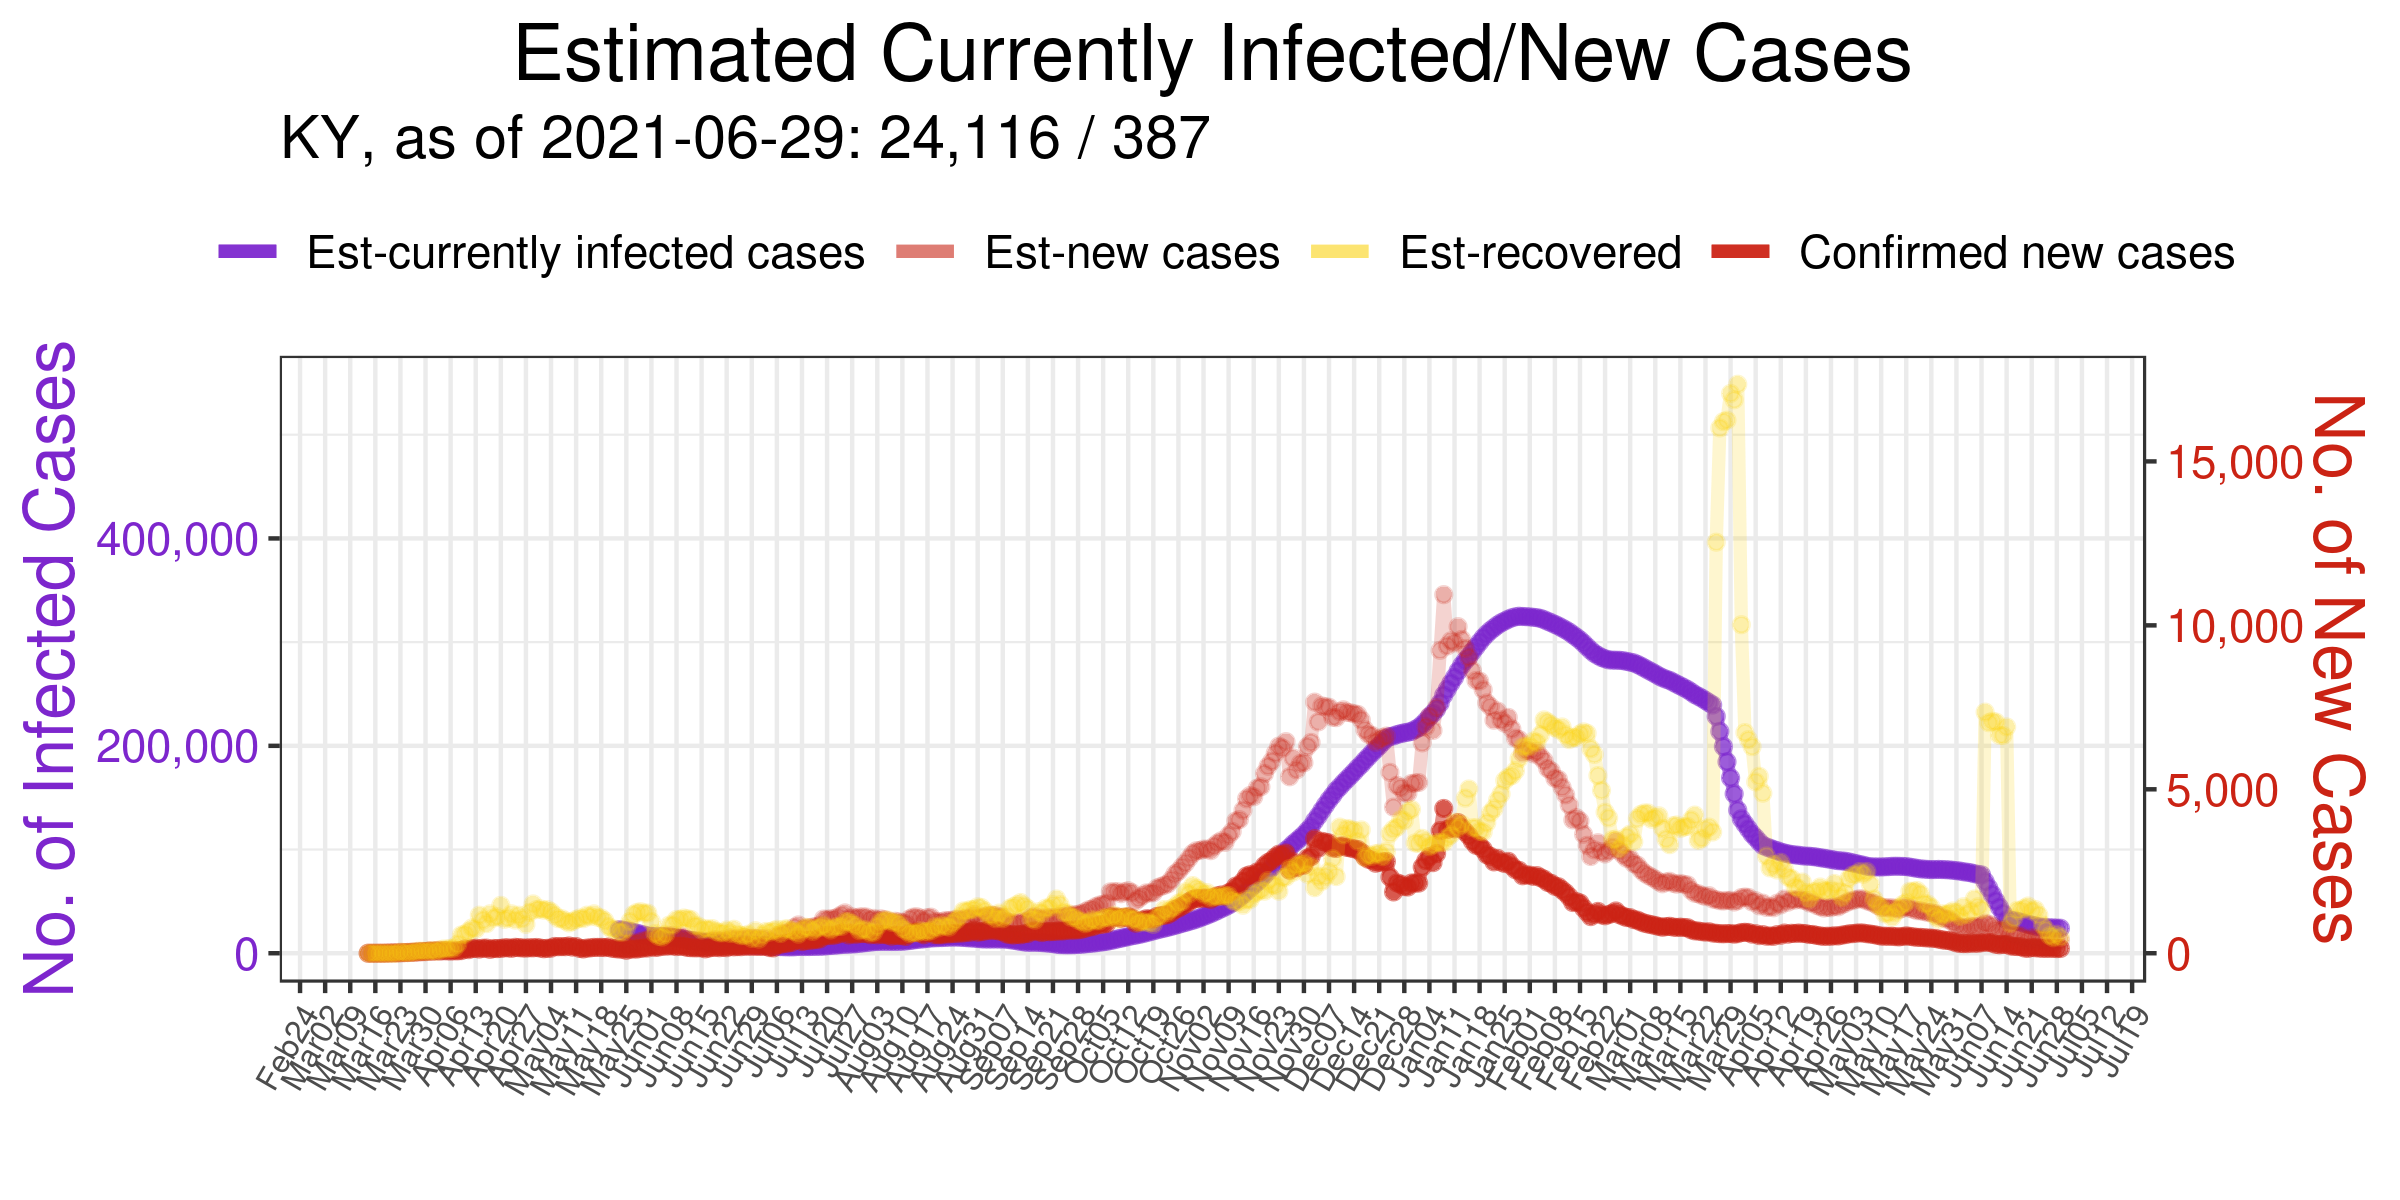 Estimated Currently Infected/New Cases
KY, as of 2021-06-29: 24,116 / 387
Est-currently infected cases Est-new cases Est-recovered Confirmed new cases
No. of Infected Cases
400,000
200,000
0
15,000
10,000
5,000
0
No. of New Cases
Feb24
Mar02
Mar09
Mar16
Mar23
Mar30
Apr06
Apr13
Apr20
Apr27
May04
May11
May18
May25
Jun01
Jun08
Jun15
Jun22
Jun29
Jul06
Jul13
Jul20
Jul27
Aug03
Aug10
Aug17
Aug24
Aug31
Sep07
Sep14
Sep21
Sep28
Oct05
Oct12
Oct19
Oct26
Nov02
Nov09
Nov16
Nov23
Nov30
Dec07
Dec14
Dec21
Dec28
Jan04
Jan11
Jan18
Jan25
Feb01
Feb08
Feb15
Feb22
Mar01
Mar08
Mar15
Mar22
Mar29
Apr05
Apr12
Apr19
Apr26
May03
May10
May17
May24
May31
Jun07
Jun14
Jun21
Jun28
Jul05
Jul12
Jul19